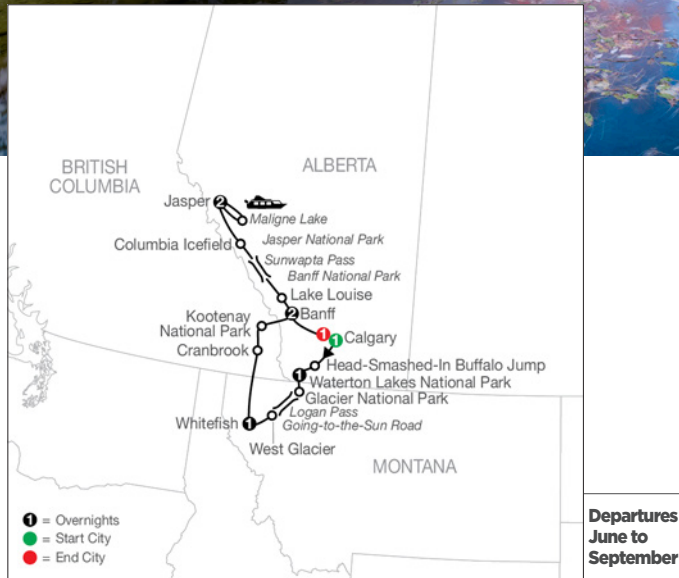 BRITISH
COLUMBIA
ALBERTA
Jasper
2
Maligne Lake
Columbia Icefield
Jasper National Park
Sunwapta Pass
Banff National Park
Lake Louise
2
Banff
Kootenay
National Park
1
1
Calgary
Cranbrook
Head-Smashed-In Buffalo Jump
1
Waterton Lakes National Park
Glacier National Park
Logan Pass
Going-to-the-Sun Road
Whitefish
1
West Glacier
MONTANA
1 = Overnights
= Start City
= End City
Departures
June to
September